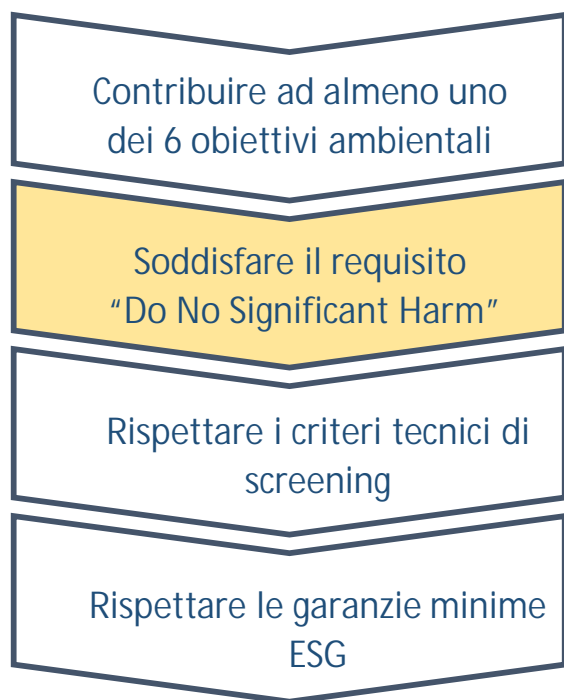 Contribuire ad almeno uno
dei 6 obiettivi ambientali
Soddisfare il requisito
“Do No Significant Harm”
Rispettare i criteri tecnici di
screening
Rispettare le garanzie minime
ESG